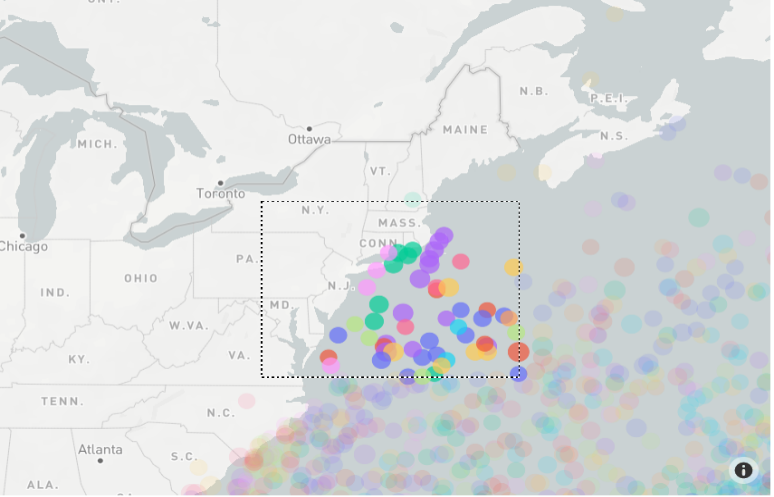 ONT.
N.B.
P.E.I.
MAINE
N.S.
Ottawa
MICH.
VT.
Toronto
N.Y.
MASS.
Chicago
CONN
PA.
OHIO
N.J.
IND.
MD.
W.VA.
VA.
KY.
TENN.
N.C.
Atlanta
S.C.
ALA.